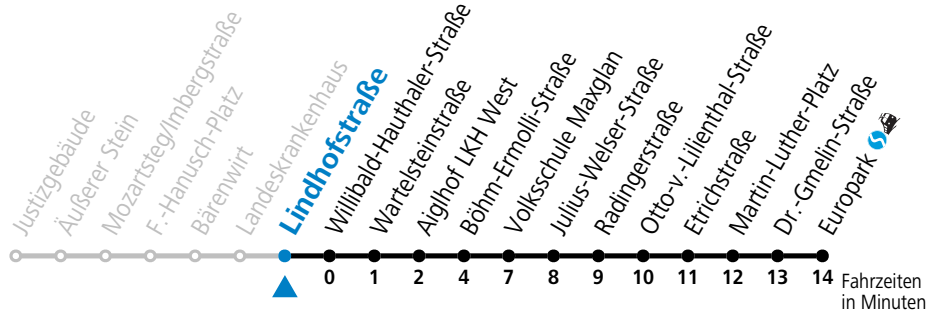 Justizgebäude
Äußerer Stein
Mozartsteg/Imbergstraße
F.-Hanusch-Platz
Bärenwirt
Landeskrankenhaus
Lindhofstraße
Willibald-Hauthaler-Straße
Wartelsteinstraße
Aiglhof LKH West
Böhm-Ermolli-Straße
Volksschule Maxglan
Julius-Welser-Straße
Radingerstraße
Otto-v.-Lilienthal-Straße
Etrichstraße
Martin-Luther-Platz
Dr.-Gmelin-Straße
Europark
0 1 2 4 7 8 9 10 11 12 13 14 Fahrzeiten
in Minuten